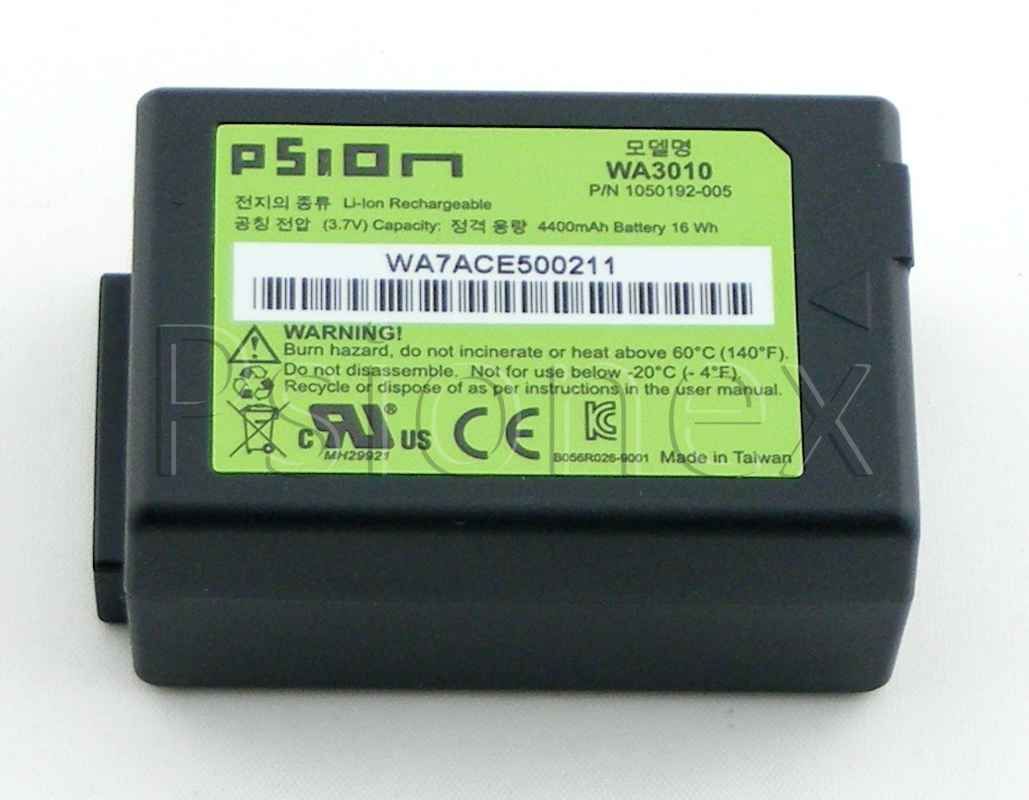 PSION
모델명
WA3010
P/N 1050192-005
전지의 종류 Li-Ion Rechargeable
공칭 전압 (3.7V) Capacity: 정격 용량 4400mAh Battery 16 Wh
WA7ACE500211
WARNING!
Burn hazard, do not incinerate or heat above 60°C (140°F).
Do not disassemble. Not for use below -20°C (- 4°F).
Recycle or dispose of as per instructions in the user manual.
C RU ® US
MH29921
CE
B056R026-9001 Made in Taiwan
Psionex